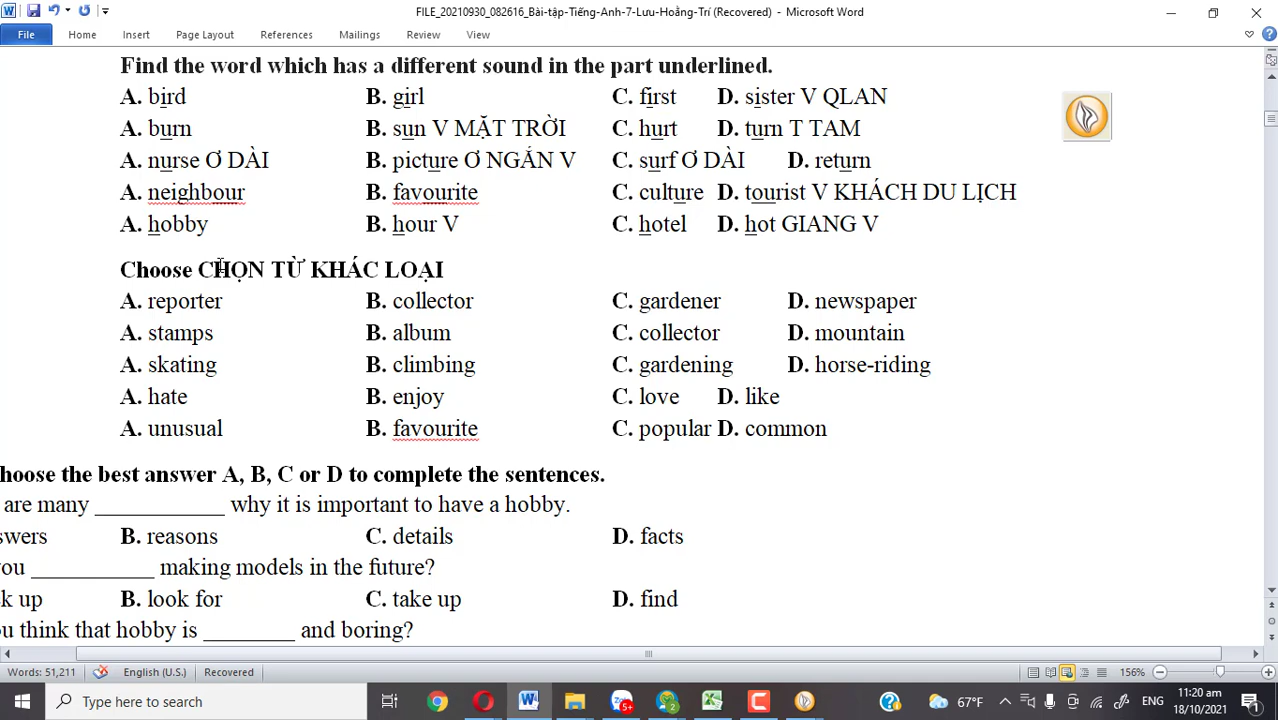 FILE_20210930_082616_Bài-tập-Tiếng-Anh-7-Lưu-Hoằng-Trí (Recovered) - Microsoft Word
File Home Insert Page Layout References Mailings Review View
Find the word which has a different sound in the part underlined.
A. bird B. girl C. first D. sister V QLAN
A. burn B. sun V MẶT TRỜI C. hurt D. turn T TAM
A. nurse Ơ DÀI B. picture Ơ NGẮN V C. surf Ơ DÀI D. return
A. neighbour B. favourite C. culture D. tourist V KHÁCH DU LỊCH
A. hobby B. hour V C. hotel D. hot GIANG V
Choose CHỌN TỪ KHÁC LOẠI
A. reporter B. collector C. gardener D. newspaper
A. stamps B. album C. collector D. mountain
A. skating B. climbing C. gardening D. horse-riding
A. hate B. enjoy C. love D. like
A. unusual B. favourite C. popular D. common
hoose the best answer A, B, C or D to complete the sentences.
are many ____________ why it is important to have a hobby.
swers B. reasons C. details D. facts
you ____________ making models in the future?
k up B. look for C. take up D. find
u think that hobby is _________ and boring?
Words: 51,211 English (U.S.) Recovered 156%
Type here to search 67°F ENG 11:20 am
18/10/2021